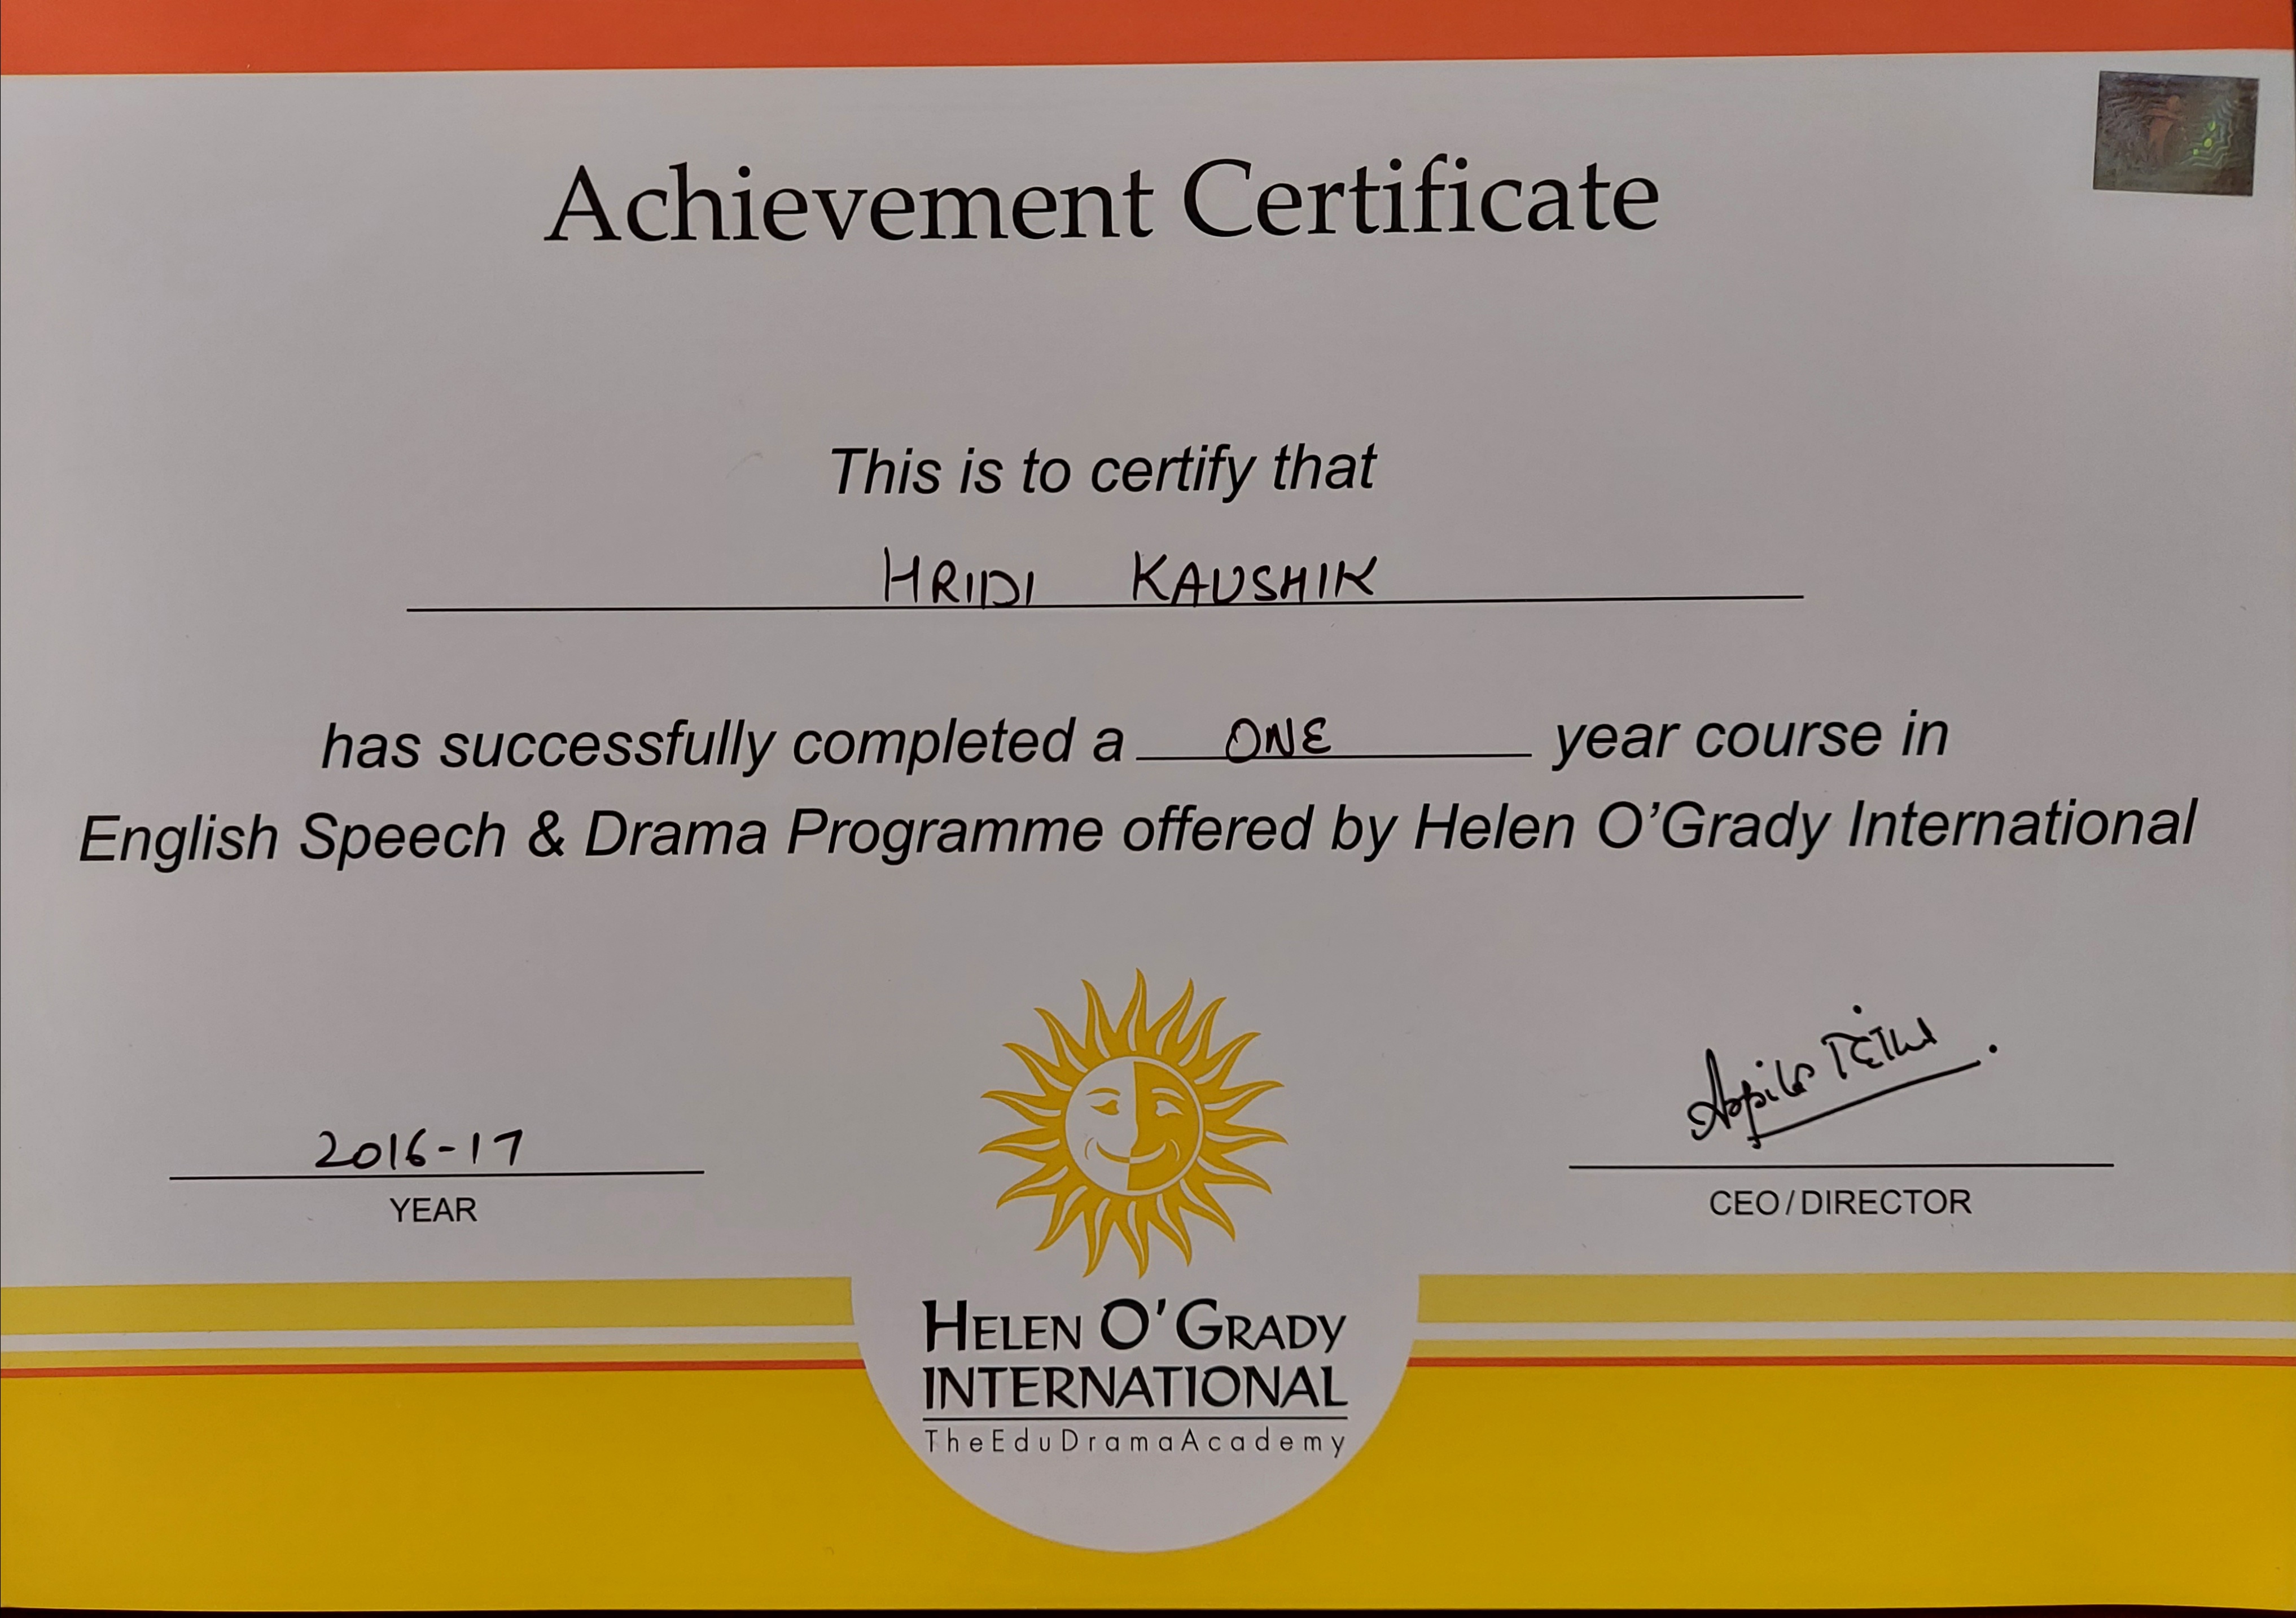 Achievement Certificate
This is to certify that
HRIDI KAUSHIK
has successfully completed a ONE year course in
English Speech & Drama Programme offered by Helen O'Grady International
2016-17
YEAR
CEO/DIRECTOR
HELEN O'GRADY
INTERNATIONAL
TheEduDramaAcademy